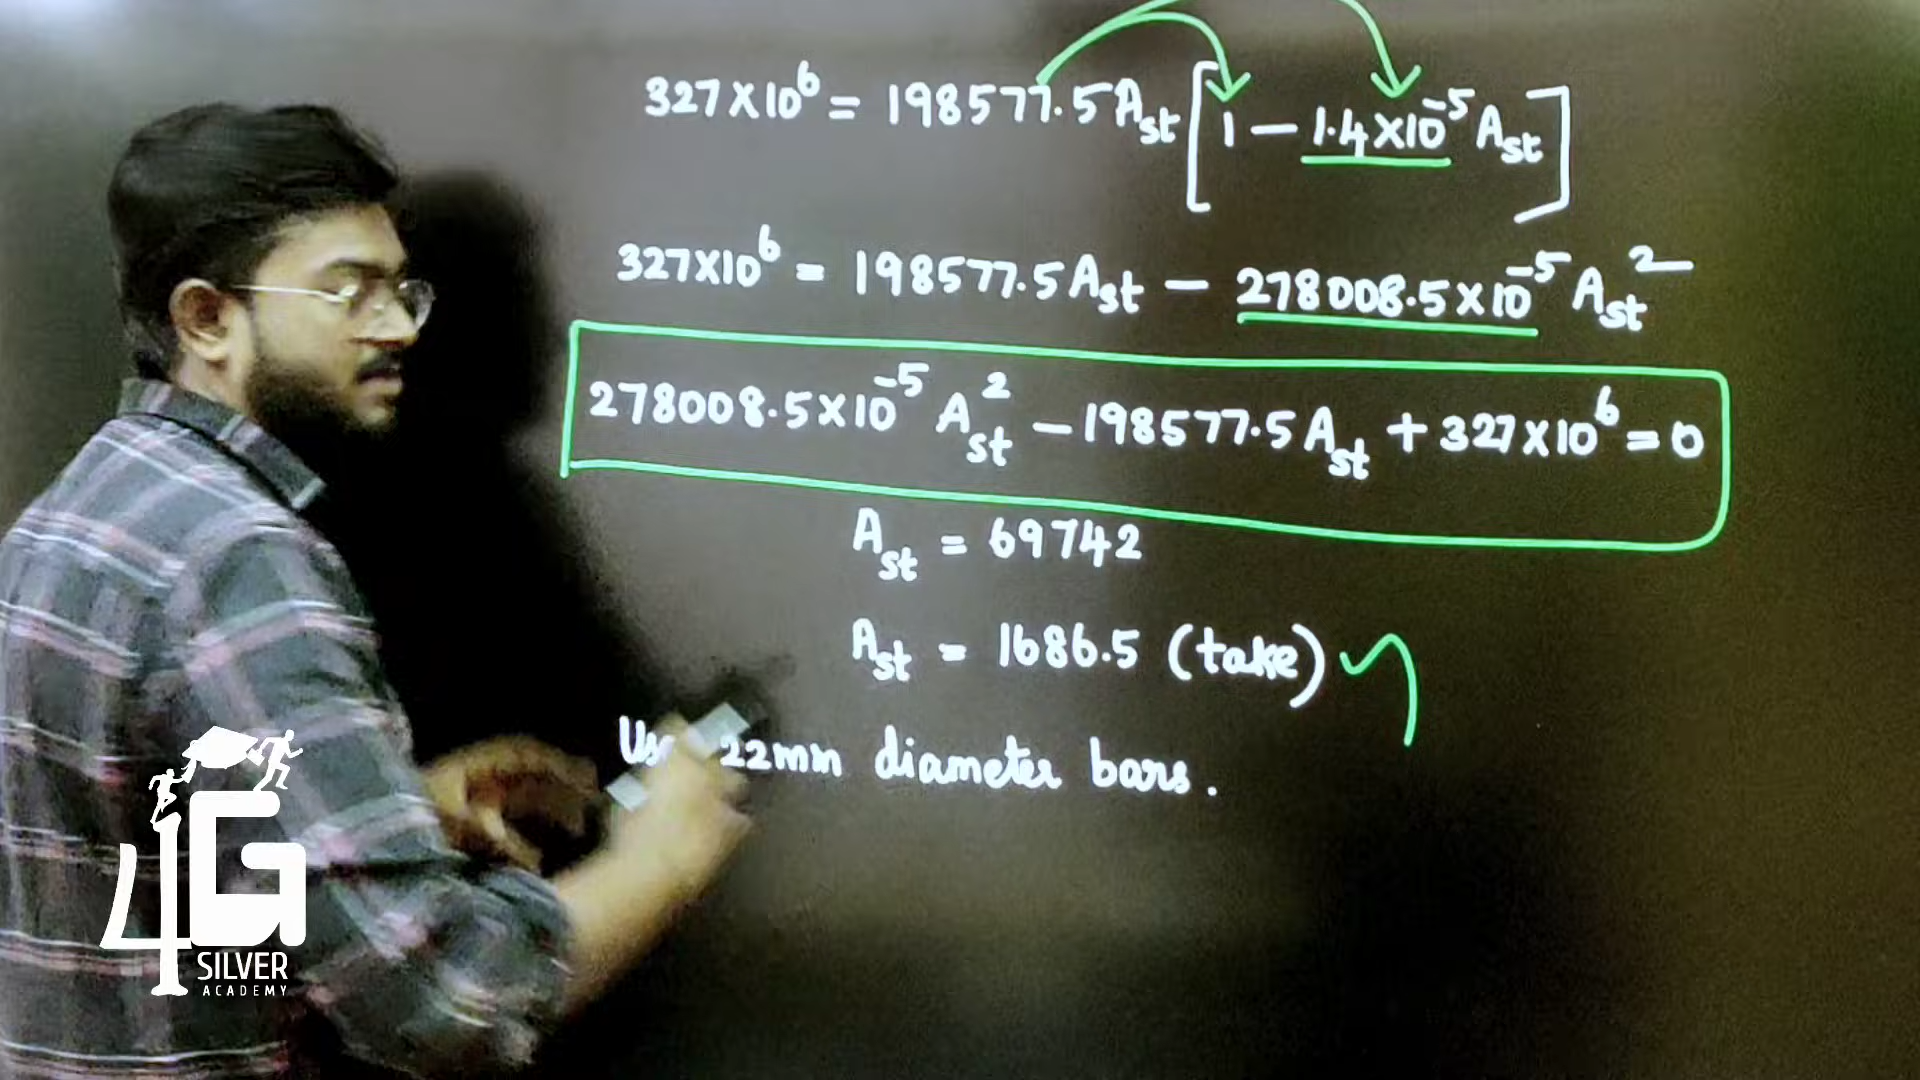 327×10⁶ = 198577.5 Ast [1 − 1.4×10⁻⁵ Ast]
327×10⁶ = 198577.5 Ast − 278008.5×10⁻⁵ Ast²
278008.5×10⁻⁵ Ast² − 198577.5 Ast + 327×10⁶ = 0
Ast = 69742
Ast = 1686.5 (take)
22mm diameter bars.
4G
SILVER
ACADEMY